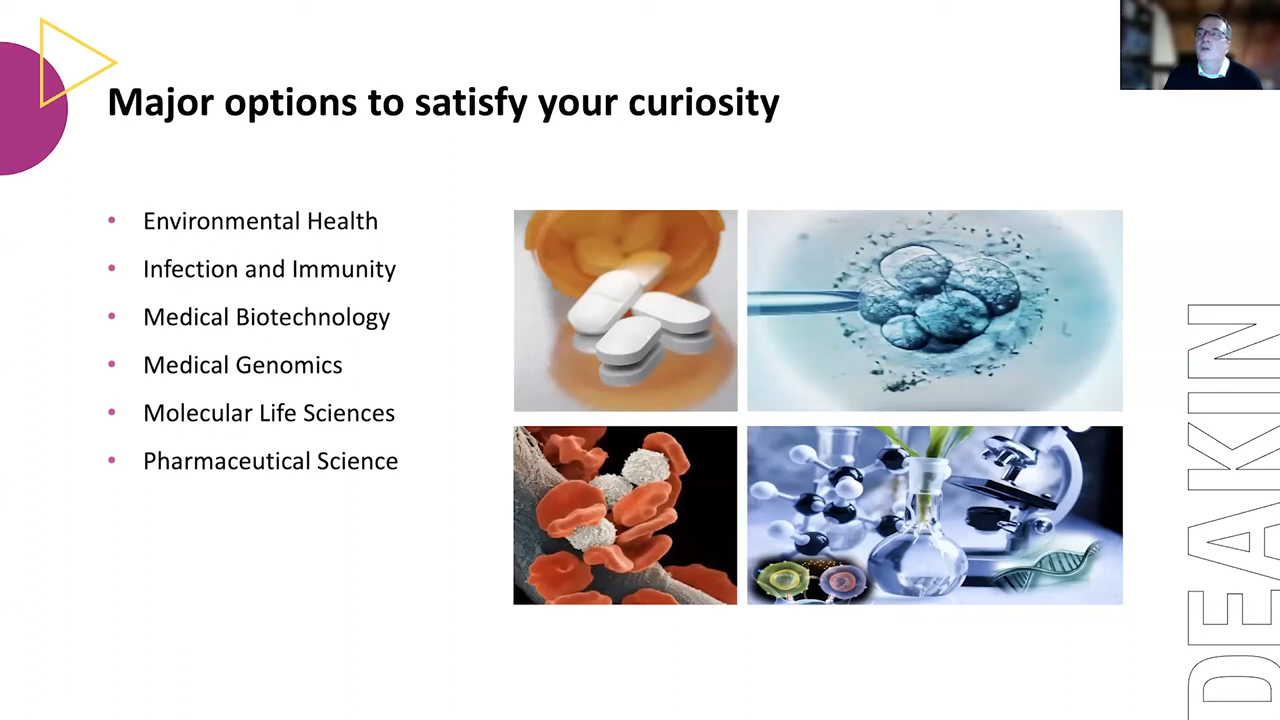 Major options to satisfy your curiosity
Environmental Health
Infection and Immunity
Medical Biotechnology
Medical Genomics
Molecular Life Sciences
Pharmaceutical Science
DEAKIN